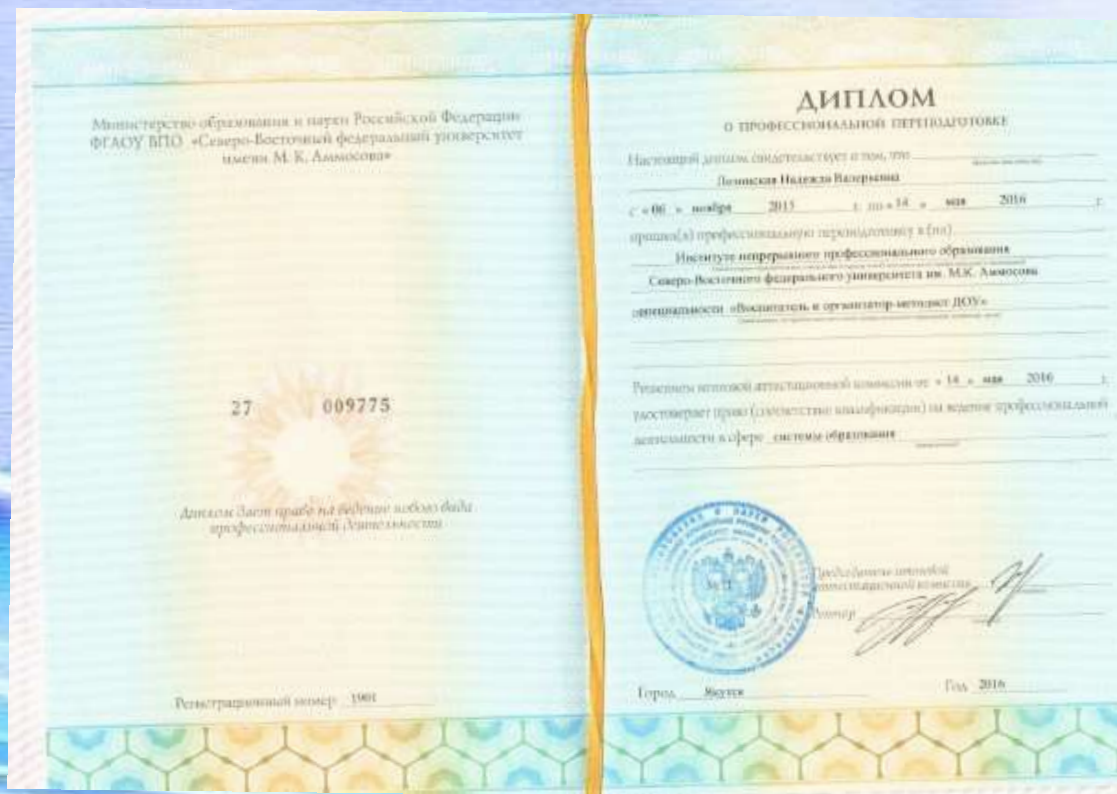 Министерство образования и науки Российской Федерации
ФГАОУ ВПО «Северо-Восточный федеральный университет
имени М. К. Аммосова»
27 009775
Диплом дает право на ведение нового вида
профессиональной деятельности
Регистрационный номер 1901
ДИПЛОМ
О ПРОФЕССИОНАЛЬНОЙ ПЕРЕПОДГОТОВКЕ
Настоящий диплом свидетельствует о том, что
Надежда Валерьевна
с «06» ноября 2015 г. по «14» мая 2016 г.
прошел(а) профессиональную переподготовку в (на)
Институте непрерывного профессионального образования
Северо-Восточного федерального университета им. М.К. Аммосова
специальности «Воспитатель и организатор-методист ДОУ»
Решением итоговой аттестационной комиссии от «14» мая 2016 г.
удостоверяет право (соответствие квалификации) на ведение профессиональной
деятельности в сфере системы образования
Председатель итоговой
аттестационной комиссии
Ректор
Город Якутск Год 2016